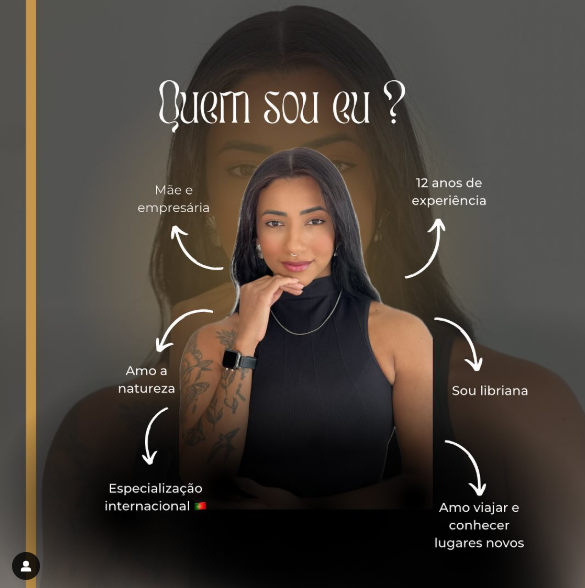 Quem sou eu ?
Mãe e
empresária
12 anos de
experiência
Amo a
natureza
Sou libriana
Especialização
internacional 🇵🇹
Amo viajar e
conhecer
lugares novos